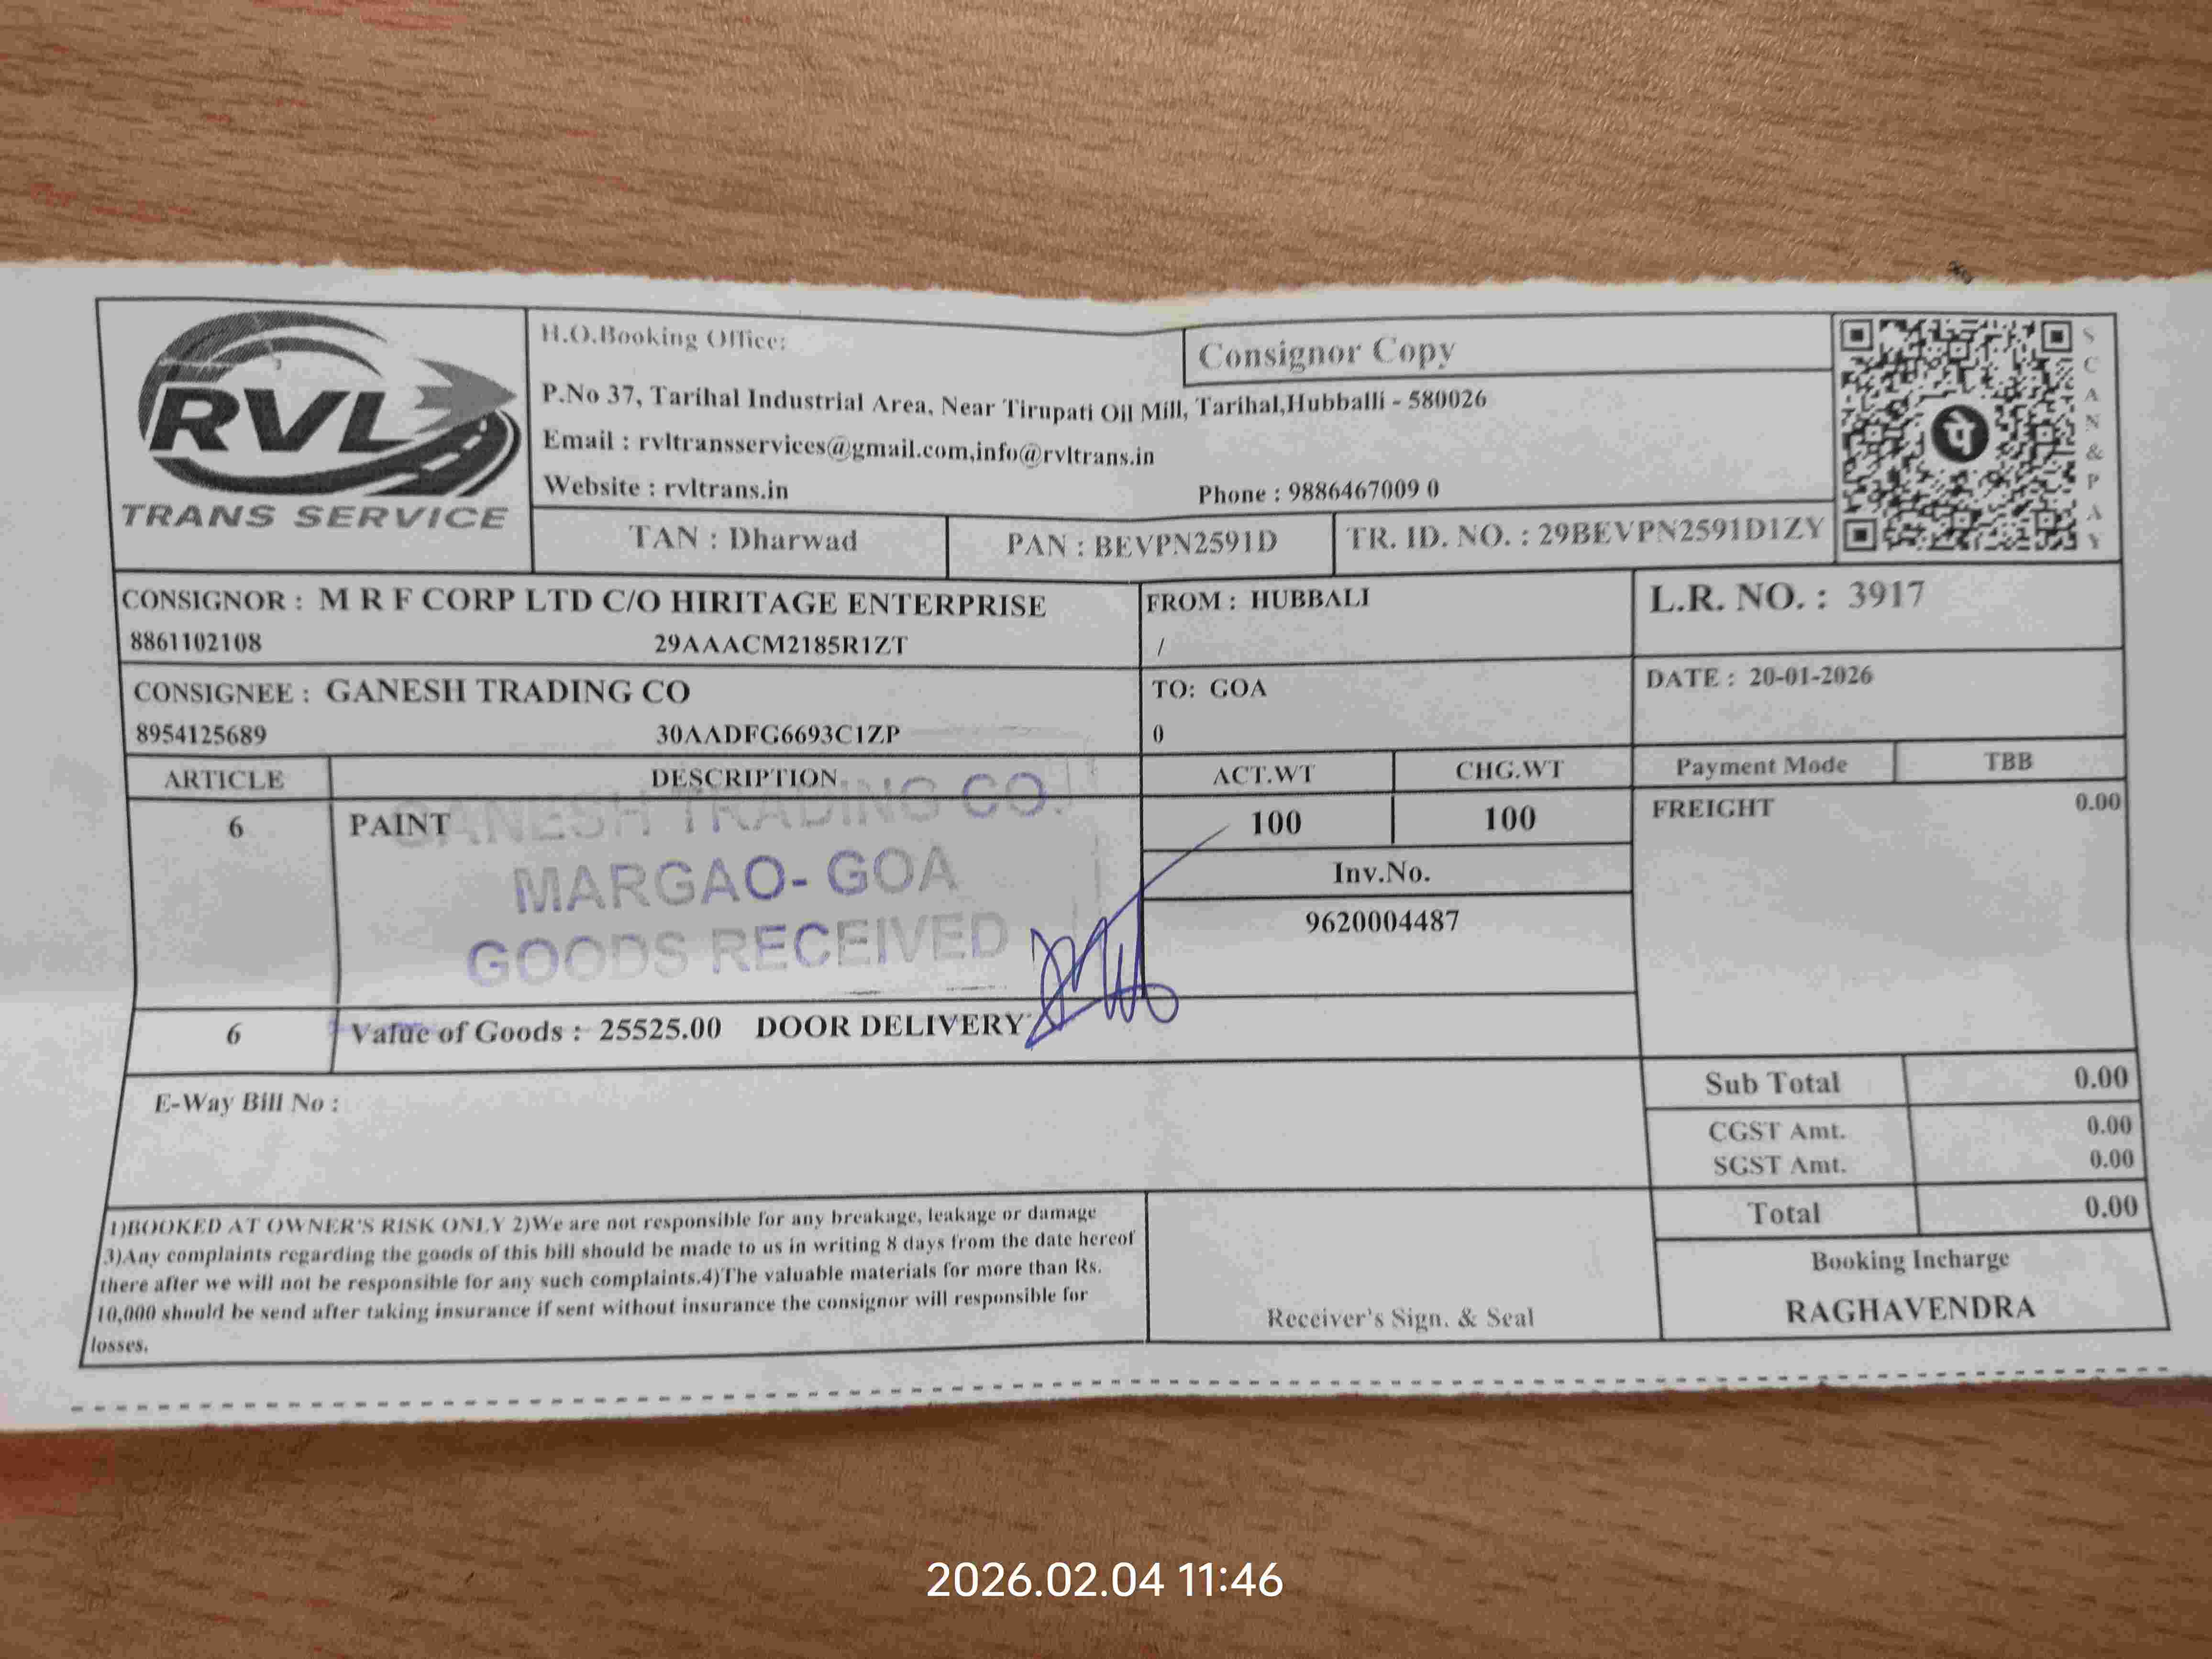 RVL
TRANS SERVICE
H.O.Booking Office:
Consignor Copy
P.No 37, Tarihal Industrial Area, Near Tirupati Oil Mill, Tarihal,Hubballi - 580026
Email : rvltransservices@gmail.com,info@rvltrans.in
Website : rvltrans.in Phone : 9886467009 0
TAN : Dharwad PAN : BEVPN2591D TR. ID. NO. : 29BEVPN2591D1ZY
पे
SCAN&PAY
CONSIGNOR : M R F CORP LTD C/O HIRITAGE ENTERPRISE FROM : HUBBALI L.R. NO. : 3917
8861102108 29AAACM2185R1ZT /
CONSIGNEE : GANESH TRADING CO TO: GOA DATE : 20-01-2026
8954125689 30AADFG6693C1ZP 0
ARTICLE DESCRIPTION ACT.WT CHG.WT Payment Mode TBB
6 PAINT 100 100 FREIGHT 0.00
GANESH TRADING CO.
MARGAO- GOA
GOODS RECEIVED
Inv.No.
9620004487
6 Value of Goods : 25525.00 DOOR DELIVERY
E-Way Bill No :
Sub Total 0.00
CGST Amt. 0.00
SGST Amt. 0.00
Total 0.00
1)BOOKED AT OWNER'S RISK ONLY 2)We are not responsible for any breakage, leakage or damage
3)Any complaints regarding the goods of this bill should be made to us in writing 8 days from the date hereof
there after we will not be responsible for any such complaints.4)The valuable materials for more than Rs.
10,000 should be send after taking insurance if sent without insurance the consignor will responsible for
losses.
Receiver's Sign. & Seal
Booking Incharge
RAGHAVENDRA
2026.02.04 11:46